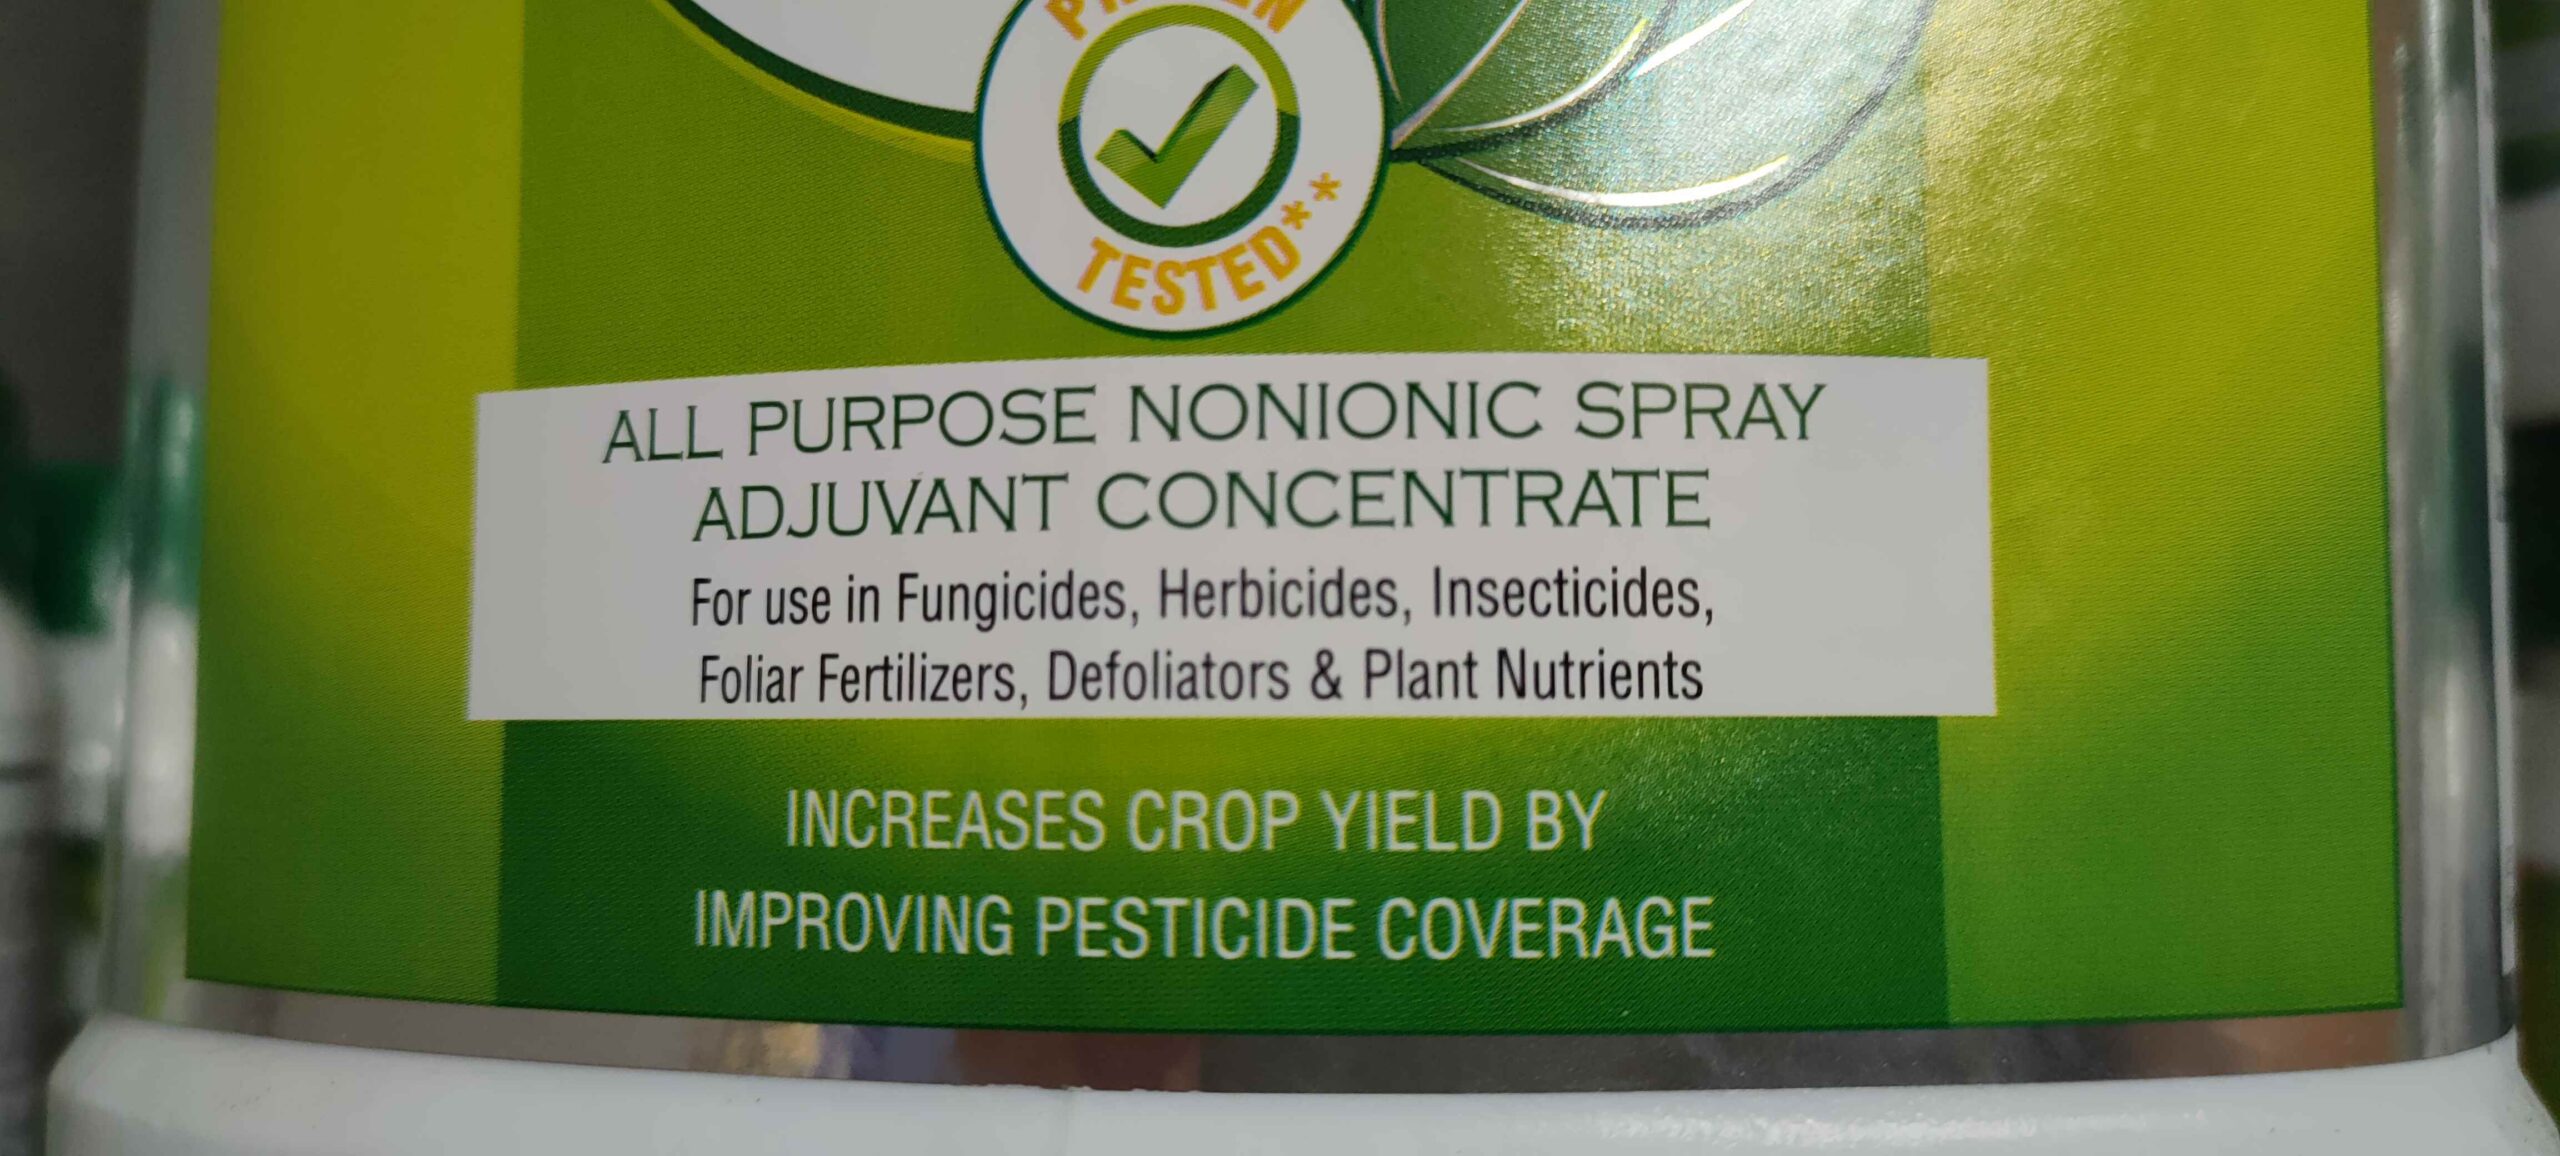 TESTED**
ALL PURPOSE NONIONIC SPRAY
ADJUVANT CONCENTRATE
For use in Fungicides, Herbicides, Insecticides,
Foliar Fertilizers, Defoliators & Plant Nutrients
INCREASES CROP YIELD BY
IMPROVING PESTICIDE COVERAGE